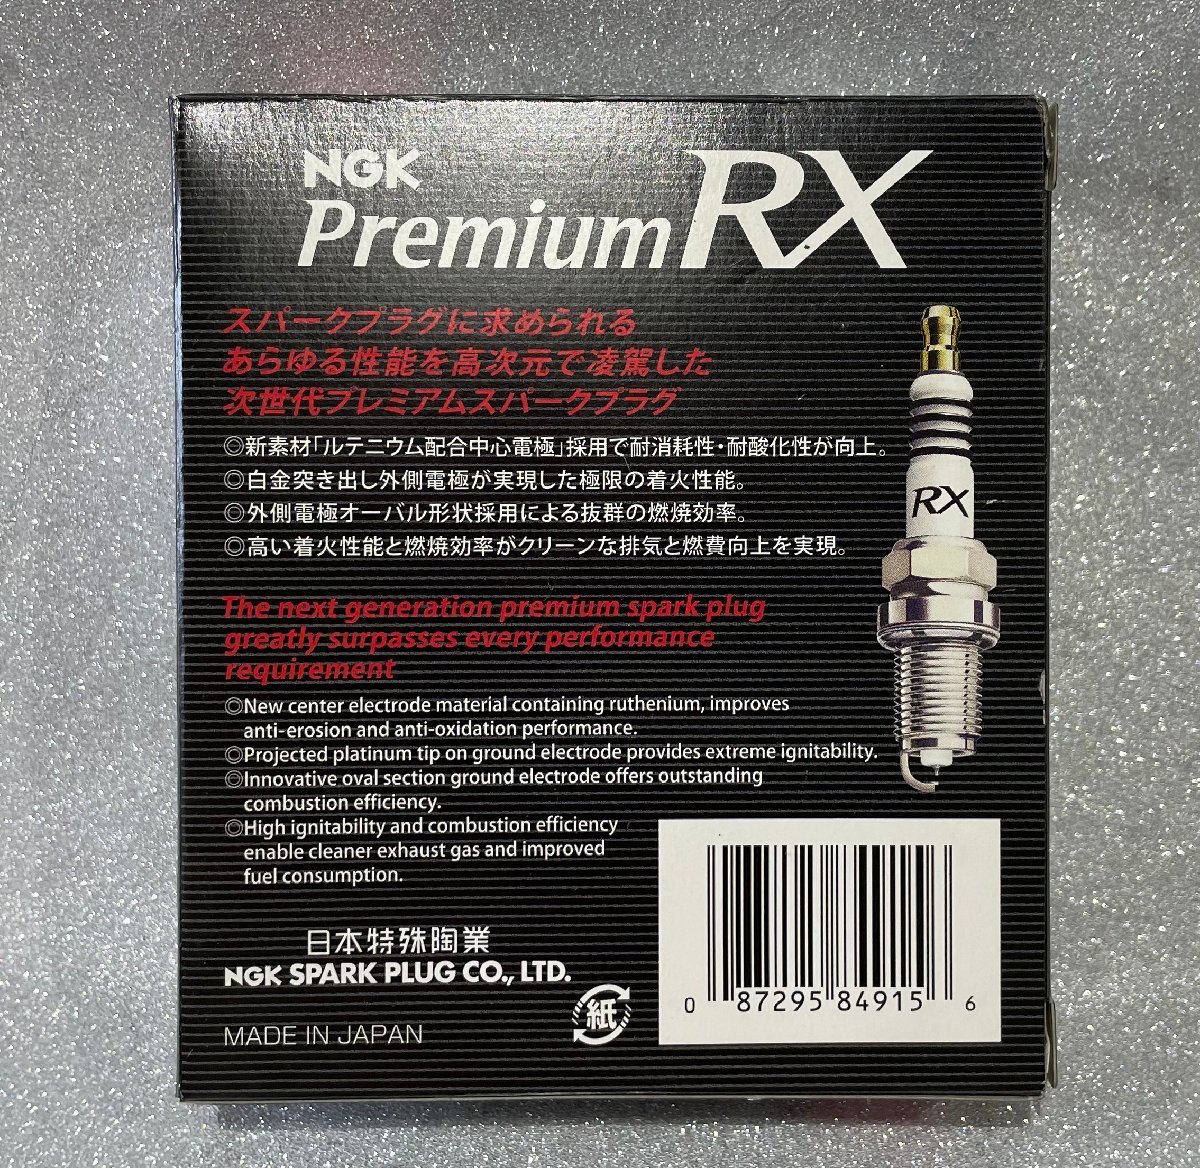 NGK
Premium RX
スパークプラグに求められる
あらゆる性能を高次元で凌駕した
次世代プレミアムスパークプラグ
◎新素材「ルテニウム配合中心電極」採用で耐消耗性・耐酸化性が向上。
◎白金突き出し外側電極が実現した極限の着火性能。
◎外側電極オーバル形状採用による抜群の燃焼効率。
◎高い着火性能と燃焼効率がクリーンな排気と燃費向上を実現。
RX
The next generation premium spark plug
greatly surpasses every performance
requirement
◎New center electrode material containing ruthenium, improves
anti-erosion and anti-oxidation performance.
◎Projected platinum tip on ground electrode provides extreme ignitability.
◎Innovative oval section ground electrode offers outstanding
combustion efficiency.
◎High ignitability and combustion efficiency
enable cleaner exhaust gas and improved
fuel consumption.
日本特殊陶業
NGK SPARK PLUG CO., LTD.
紙
MADE IN JAPAN
0 87295 84915 6